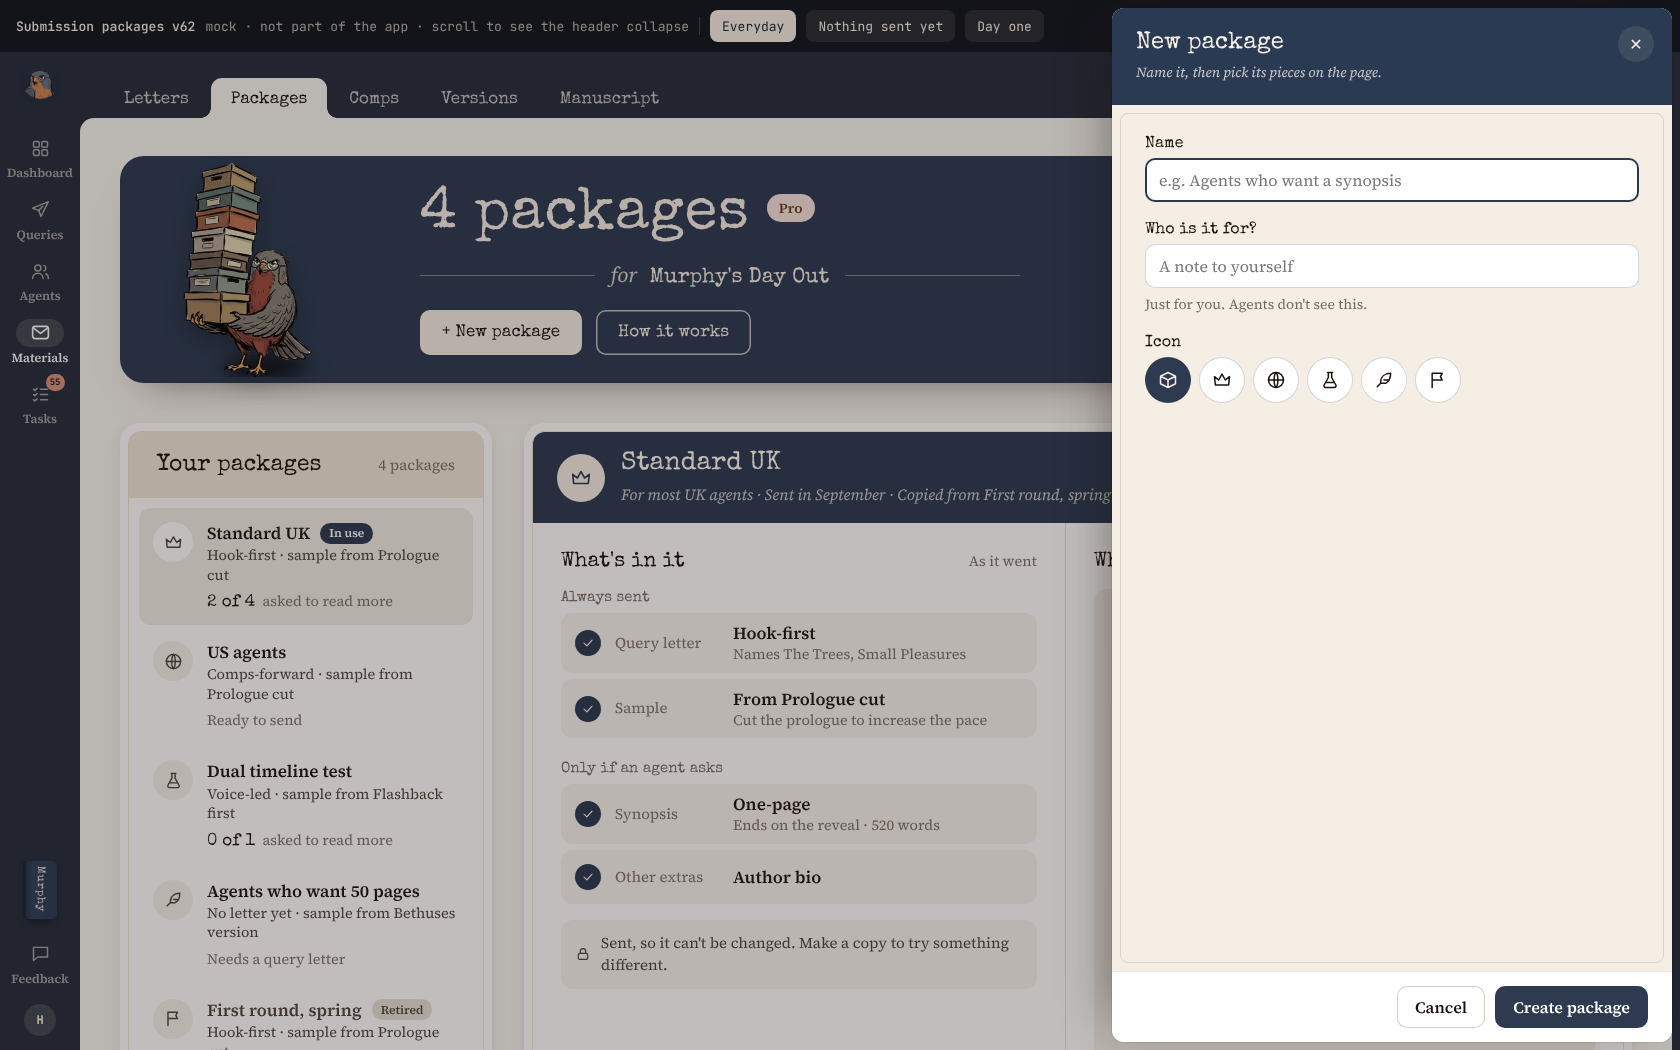 Submission packages v62 mock · not part of the app · scroll to see the header collapse
Everyday
Nothing sent yet
Day one
Dashboard
Queries
Agents
Materials
55
Tasks
Murphy
Feedback
H
Letters
Packages
Comps
Versions
Manuscript
4 packages
Pro
for Murphy's Day Out
+ New package
How it works
Your packages
4 packages
Standard UK
In use
Hook-first · sample from Prologue
cut
2 of 4 asked to read more
US agents
Comps-forward · sample from
Prologue cut
Ready to send
Dual timeline test
Voice-led · sample from Flashback
first
0 of 1 asked to read more
Agents who want 50 pages
No letter yet · sample from Bethuses
version
Needs a query letter
First round, spring
Retired
Hook-first · sample from Prologue
Standard UK
For most UK agents · Sent in September · Copied from First round, spring
What's in it
As it went
Always sent
Query letter
Hook-first
Names The Trees, Small Pleasures
Sample
From Prologue cut
Cut the prologue to increase the pace
Only if an agent asks
Synopsis
One-page
Ends on the reveal · 520 words
Other extras
Author bio
Sent, so it can't be changed. Make a copy to try something
different.
New package
Name it, then pick its pieces on the page.
Name
e.g. Agents who want a synopsis
Who is it for?
A note to yourself
Just for you. Agents don't see this.
Icon
Cancel
Create package